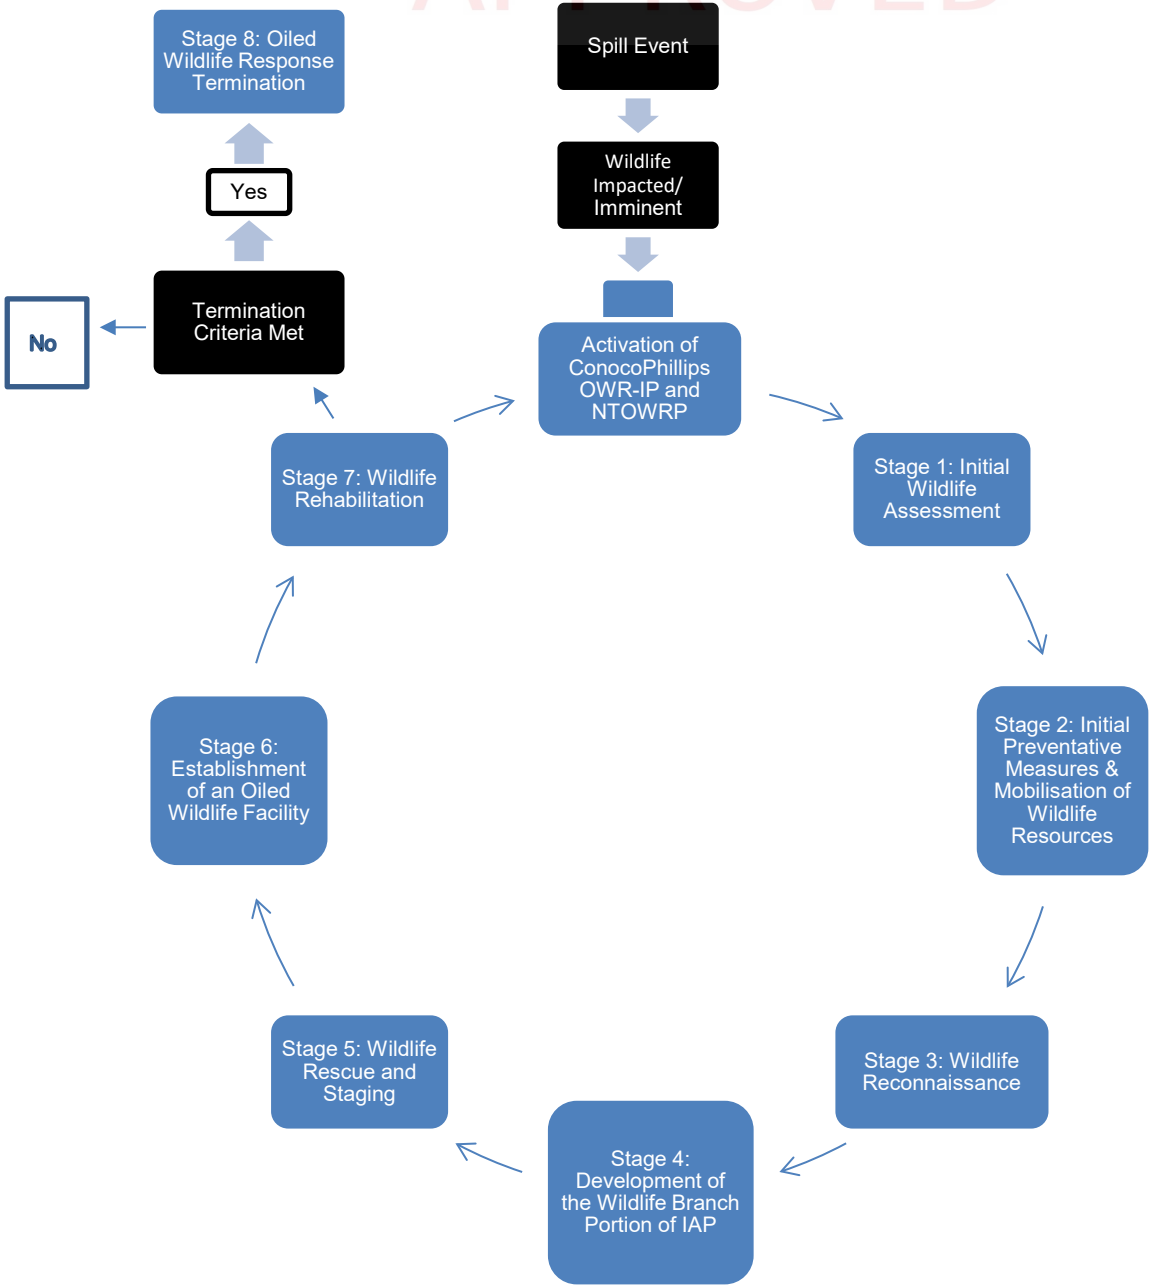 APPROVED
Spill Event
Wildlife
Impacted/
Imminent
Activation of
ConocoPhillips
OWR-IP and
NTOWRP
Stage 1: Initial
Wildlife
Assessment
Stage 2: Initial
Preventative
Measures &
Mobilisation of
Wildlife
Resources
Stage 3: Wildlife
Reconnaissance
Stage 4:
Development of
the Wildlife Branch
Portion of IAP
Stage 5: Wildlife
Rescue and
Staging
Stage 6:
Establishment
of an Oiled
Wildlife Facility
Stage 7: Wildlife
Rehabilitation
Termination
Criteria Met
No
Yes
Stage 8: Oiled
Wildlife Response
Termination